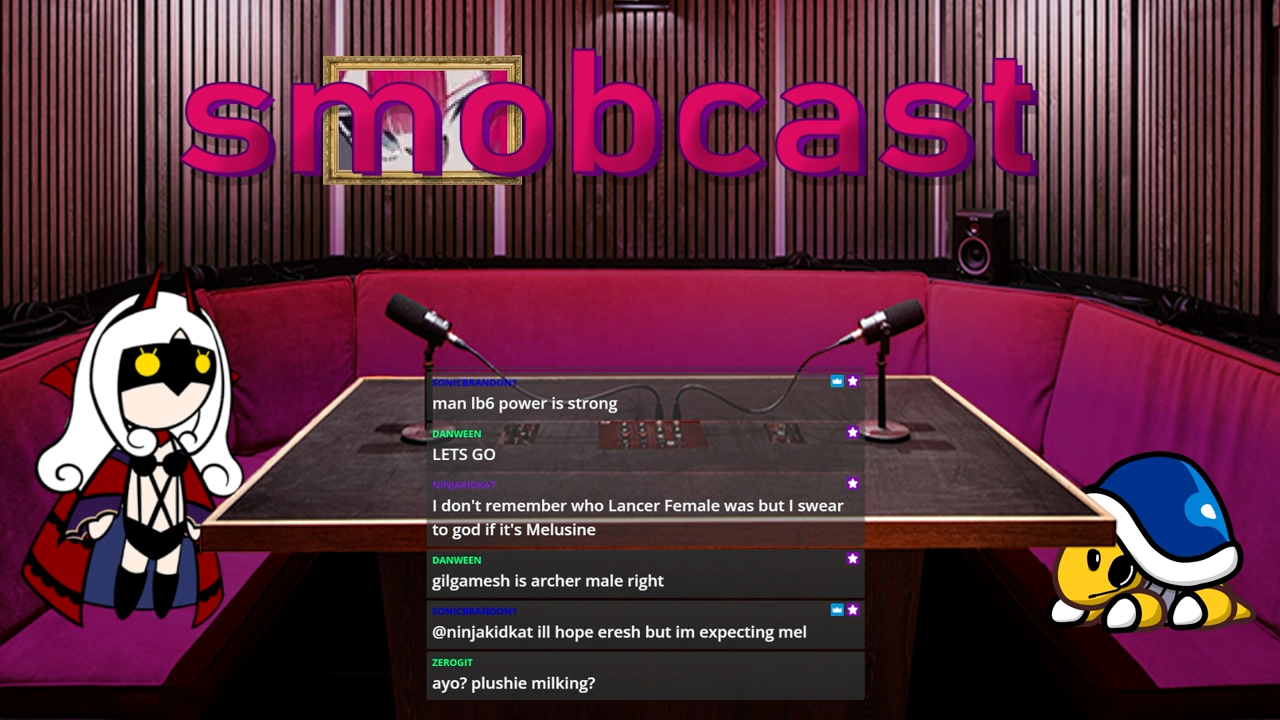 smobcast
SONICBRANDON1
man lb6 power is strong
DANWEEN
LETS GO
NINJAKIDKAT
I don't remember who Lancer Female was but I swear
to god if it's Melusine
DANWEEN
gilgamesh is archer male right
SONICBRANDON1
@ninjakidkat ill hope eresh but im expecting mel
ZEROGIT
ayo? plushie milking?